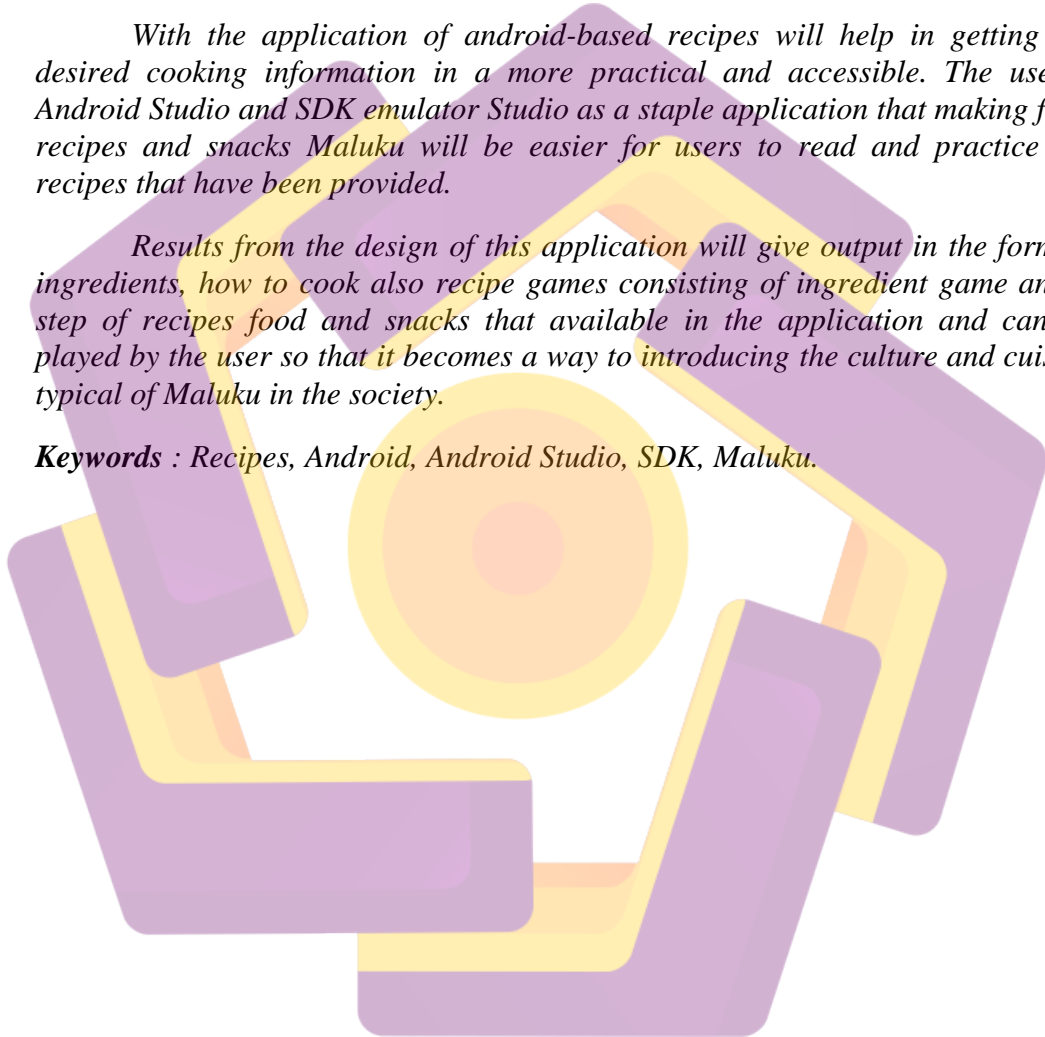 With the application of android-based recipes will help in getting
desired cooking information in a more practical and accessible. The use
Android Studio and SDK emulator Studio as a staple application that making f
recipes and snacks Maluku will be easier for users to read and practice
recipes that have been provided.
Results from the design of this application will give output in the form
ingredients, how to cook also recipe games consisting of ingredient game an
step of recipes food and snacks that available in the application and can
played by the user so that it becomes a way to introducing the culture and cuis
typical of Maluku in the society.
Keywords : Recipes, Android, Android Studio, SDK, Maluku.